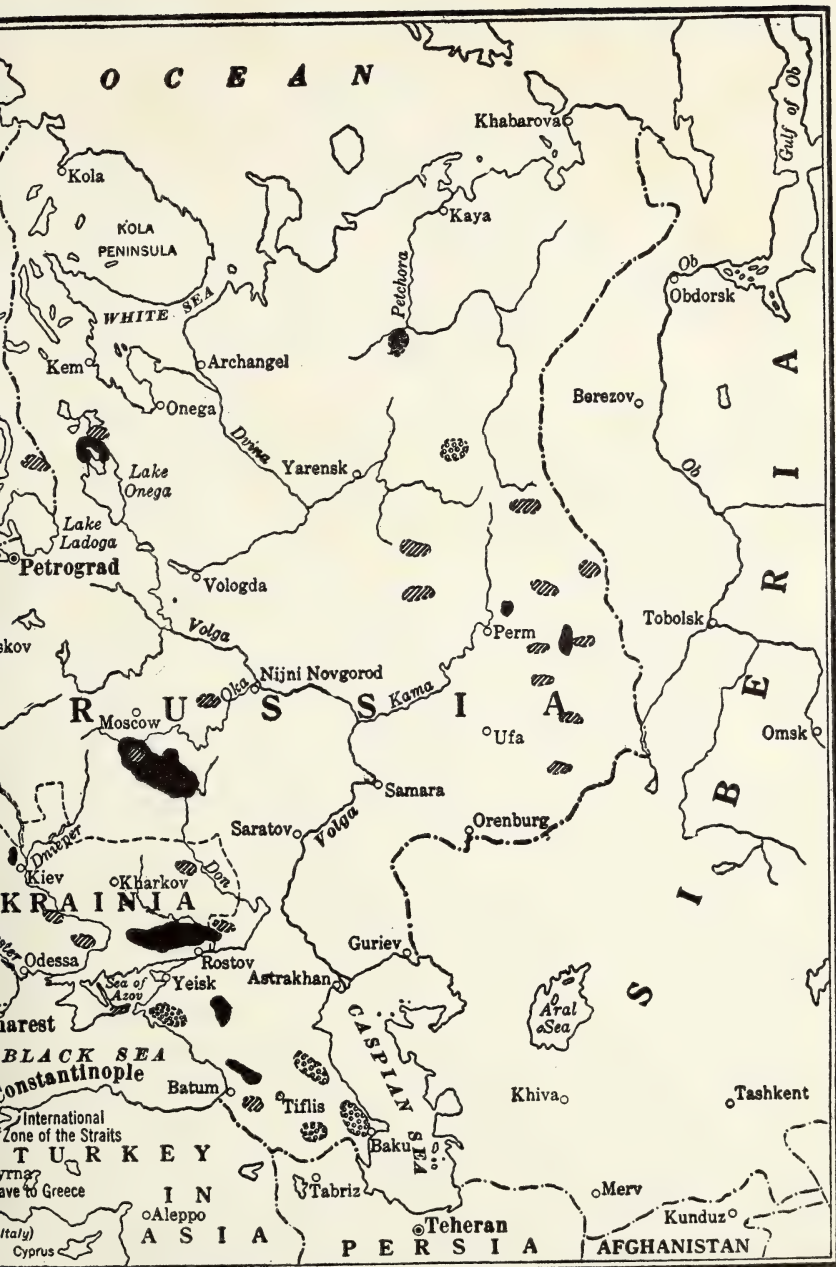 OCEAN
Gulf of Ob
Khabarova
Kola
Kaya
KOLA
PENINSULA
Petchora
Ob
Obdorsk
WHITE SEA
Kem
Archangel
Onega
Berezov
Dvina
Yarensk
Ob
Lake
Onega
Lake
Ladoga
Petrograd
Vologda
Tobolsk
Perm
skov
Volga
Nijni Novgorod
Oka
Kama
RUSSIA
Moscow
Ufa
Omsk
Samara
Orenburg
Saratov
Volga
SIBERIA
Dnieper
Kiev
Kharkov
Don
KRAINIA
Guriev
Odessa
Rostov
Astrakhan
Sea of
Azov
Yeisk
Aral
Sea
harest
CASPIAN SEA
BLACK SEA
Constantinople
Batum
Tiflis
Khiva
Tashkent
International
Zone of the Straits
Baku
TURKEY
yrna
ave to Greece
IN
Tabriz
Merv
Aleppo
Kunduz
Italy)
ASIA
Teheran
Cyprus
PERSIA
AFGHANISTAN